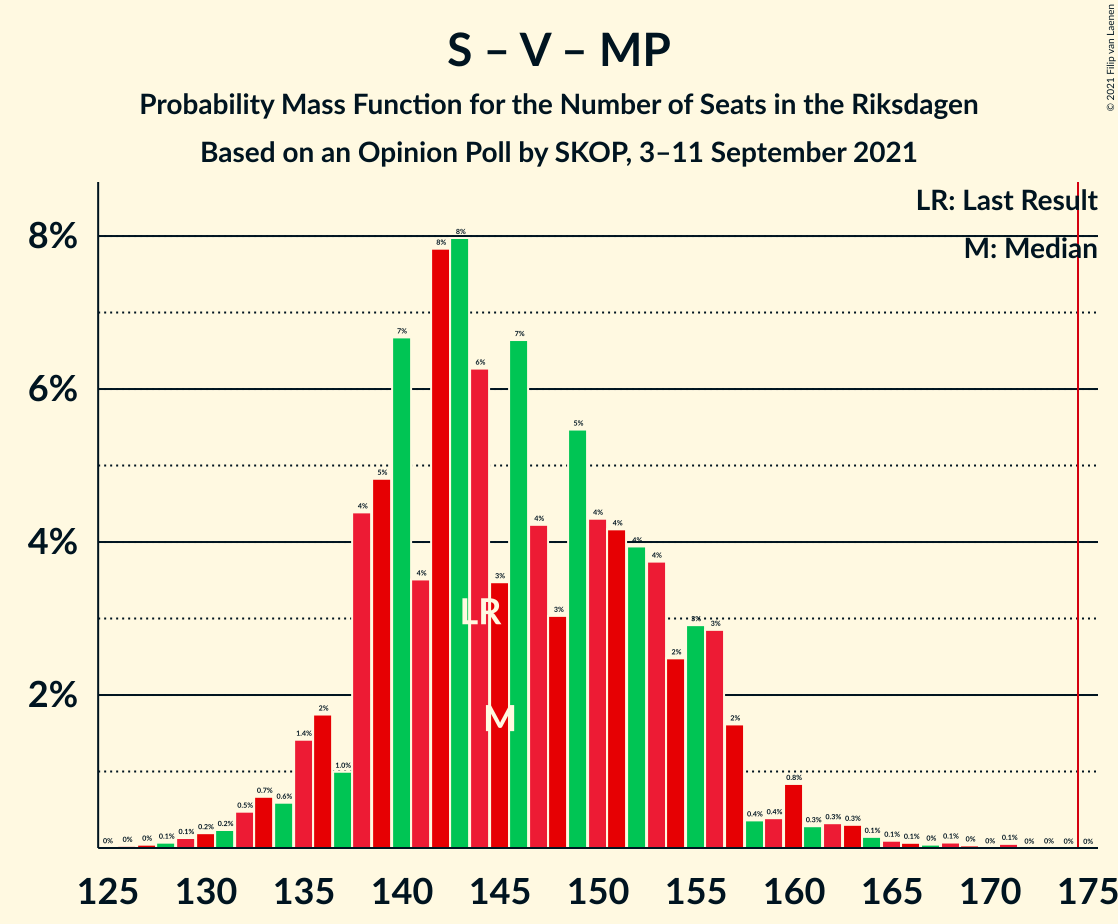 S – V – MP
Probability Mass Function for the Number of Seats in the Riksdagen
Based on an Opinion Poll by SKOP, 3–11 September 2021
© 2021 Filip van Laenen
LR: Last Result
M: Median
8%
6%
4%
2%
0% 0% 0% 0.1% 0.1% 0.2% 0.2% 0.5% 0.7% 0.6% 1.4% 2% 1.0% 4% 5% 7% 4% 8% 8% 6% 3% 7% 4% 3% 5% 4% 4% 4% 4% 2% 3% 3% 2% 0.4% 0.4% 0.8% 0.3% 0.3% 0.3% 0.1% 0.1% 0.1% 0% 0.1% 0% 0% 0.1% 0% 0% 0% 0%
LR
M
125 130 135 140 145 150 155 160 165 170 175